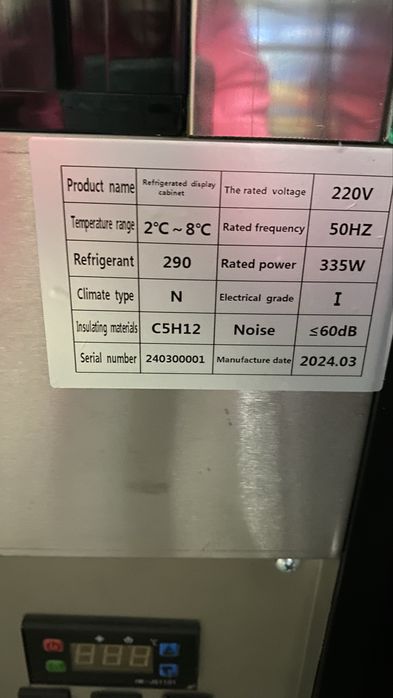 Product name Refrigerated display cabinet The rated voltage 220V
Temperature range 2℃~8℃ Rated frequency 50HZ
Refrigerant 290 Rated power 335W
Climate type N Electrical grade I
Insulating materials C5H12 Noise ≤60dB
Serial number 240300001 Manufacture date 2024.03